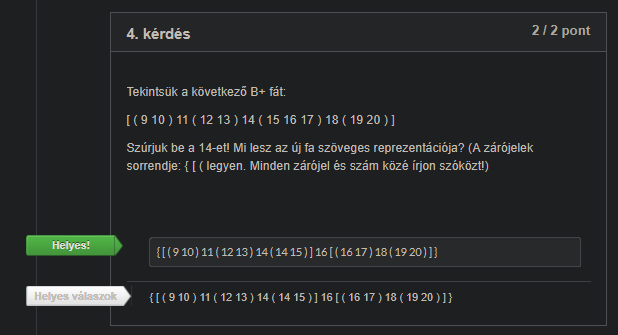 4. kérdés
2 / 2 pont
Tekintsük a következő B+ fát:
[ ( 9 10 ) 11 ( 12 13 ) 14 ( 15 16 17 ) 18 ( 19 20 ) ]
Szúrjuk be a 14-et! Mi lesz az új fa szöveges reprezentációja? (A zárójelek
sorrendje: { [ ( legyen. Minden zárójel és szám közé írjon szóközt!)
Helyes!
{ [ ( 9 10 ) 11 ( 12 13 ) 14 ( 14 15 ) ] 16 [ ( 16 17 ) 18 ( 19 20 ) ] }
Helyes válaszok
{ [ ( 9 10 ) 11 ( 12 13 ) 14 ( 14 15 ) ] 16 [ ( 16 17 ) 18 ( 19 20 ) ] }